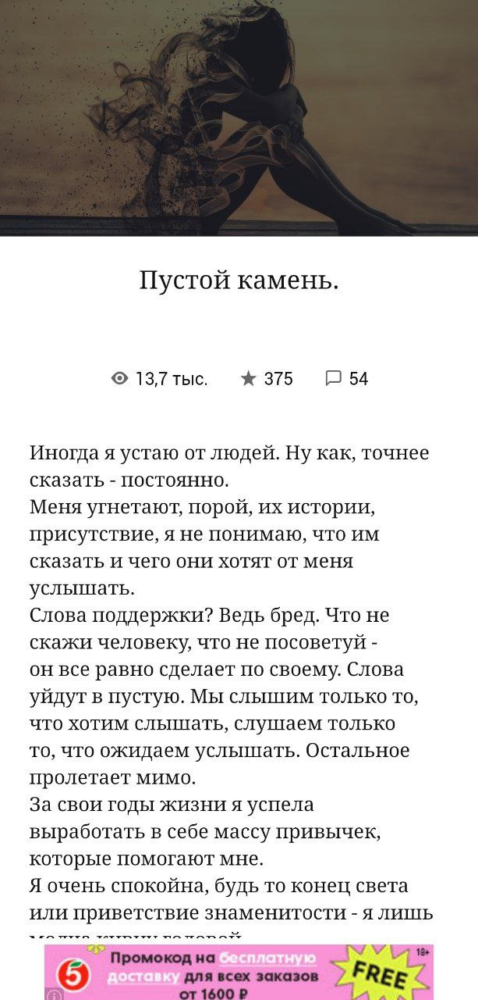 Пустой камень.
13,7 тыс.
375
54
Иногда я устаю от людей. Ну как, точнее
сказать - постоянно.
Меня угнетают, порой, их истории,
присутствие, я не понимаю, что им
сказать и чего они хотят от меня
услышать.
Слова поддержки? Ведь бред. Что не
скажи человеку, что не посоветуй -
он все равно сделает по своему. Слова
уйдут в пустую. Мы слышим только то,
что хотим слышать, слушаем только
то, что ожидаем услышать. Остальное
пролетает мимо.
За свои годы жизни я успела
выработать в себе массу привычек,
которые помогают мне.
Я очень спокойна, будь то конец света
или приветствие знаменитости - я лишь
Промокод на бесплатную
доставку для всех заказов
от 1600 ₽
5
FREE
18+